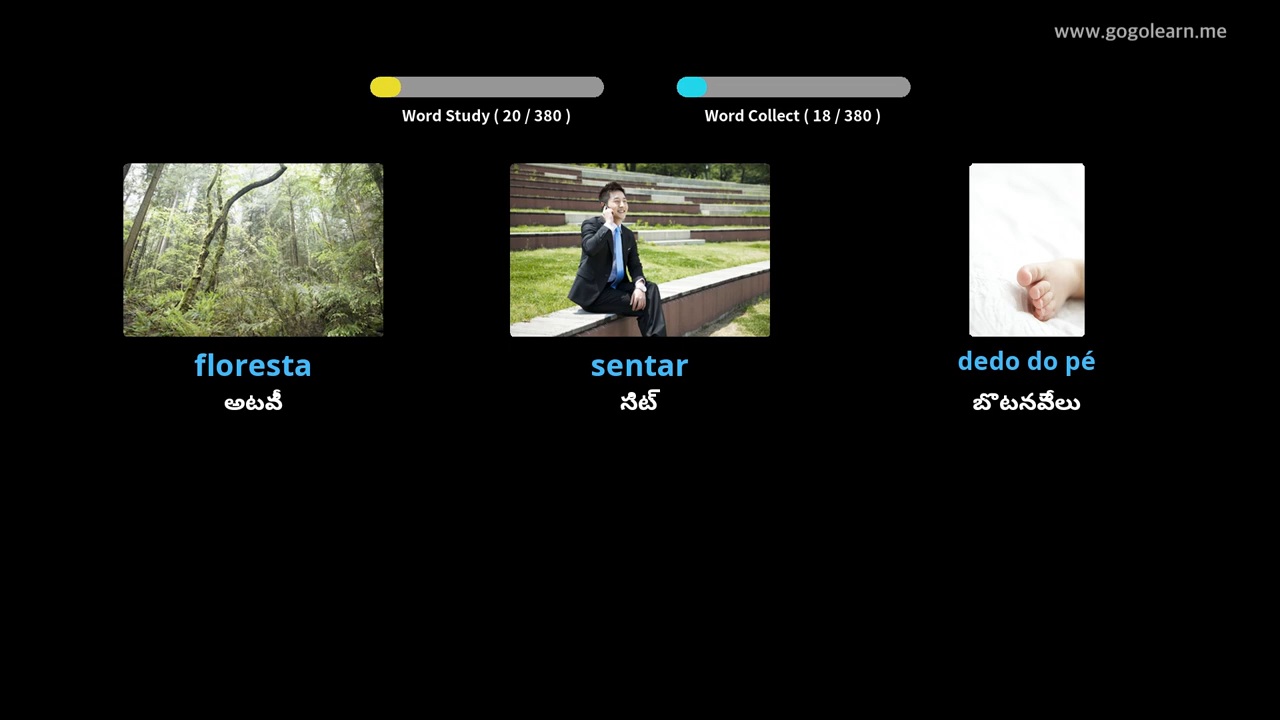 www.gogolearn.me
Word Study ( 20 / 380 )
Word Collect ( 18 / 380 )
floresta
sentar
dedo do pé
అటవీ
సిట్
బొటనవేలు